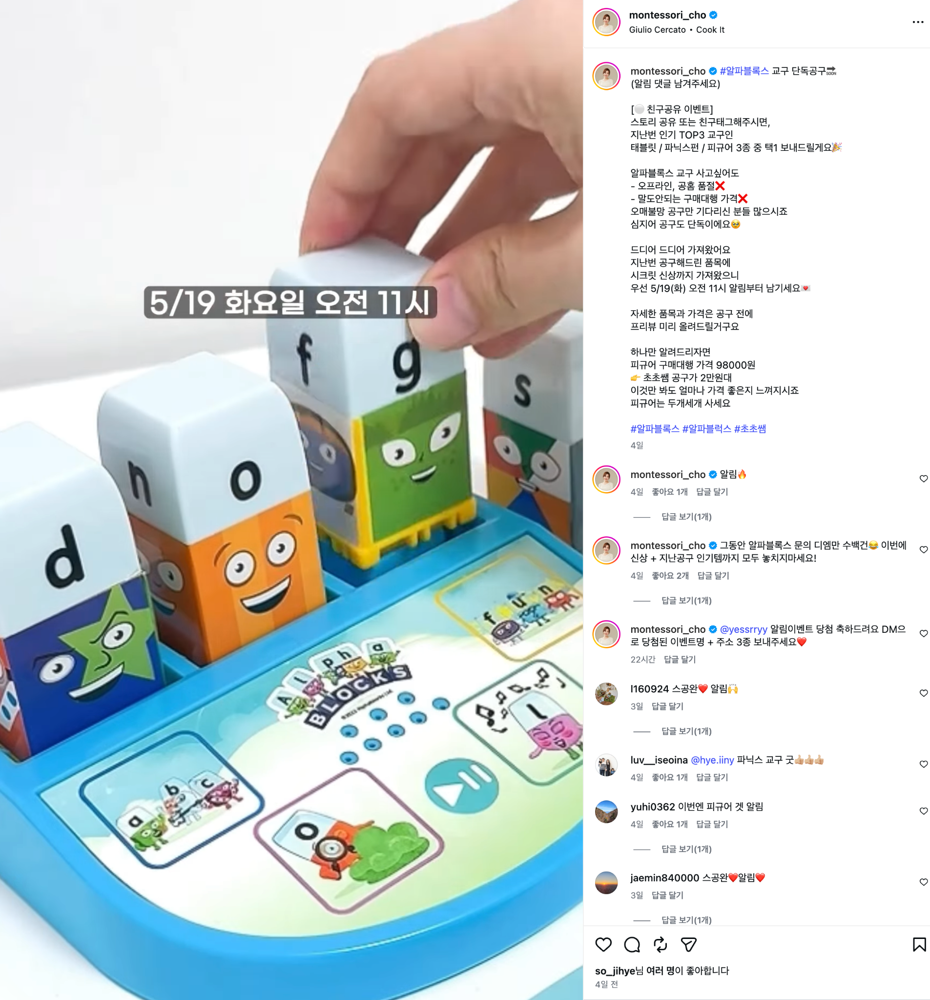 5/19 화요일 오전 11시
f
g
s
n
o
d
f u n
A l p h a
BLOCKS
L
a b c
o
montessori_cho
Giulio Cercato • Cook It
montessori_cho #알파블록스 교구 단독공구🔜
(알림 댓글 남겨주세요)
[⚪ 친구공유 이벤트]
스토리 공유 또는 친구태그해주시면,
지난번 인기 TOP3 교구인
태블릿 / 파닉스펀 / 피규어 3종 중 택1 보내드릴게요🎉
알파블록스 교구 사고싶어도
- 오프라인, 공홈 품절❌
- 말도안되는 구매대행 가격❌
오매불망 공구만 기다리신 분들 많으시죠
심지어 공구도 단독이에요🥹
드디어 드디어 가져왔어요
지난번 공구해드린 품목에
시크릿 신상까지 가져왔으니
우선 5/19(화) 오전 11시 알림부터 남기세요💌
자세한 품목과 가격은 공구 전에
프리뷰 미리 올려드릴거구요
하나만 알려드리자면
피규어 구매대행 가격 98000원
👉 초초쌤 공구가 2만원대
이것만 봐도 얼마나 가격 좋은지 느껴지시죠
피규어는 두개세개 사세요
#알파블록스 #알파블럭스 #초초쌤
4일
montessori_cho 알림🔥
4일 좋아요 1개 답글 달기
답글 보기(1개)
montessori_cho 그동안 알파블록스 문의 디엠만 수백건😂 이번에
신상 + 지난공구 인기템까지 모두 놓치지마세요!
4일 좋아요 2개 답글 달기
답글 보기(1개)
montessori_cho @yessrryy 알림이벤트 당첨 축하드려요 DM으
로 당첨된 이벤트명 + 주소 3종 보내주세요❤️
22시간 답글 달기
l160924 스공완❤️ 알림🙌
3일 답글 달기
답글 보기(1개)
luv__iseoina @hye.iiny 파닉스 교구 굿👍🏼👍🏼👍🏼
4일 좋아요 1개 답글 달기
yuhi0362 이번엔 피규어 겟 알림
4일 좋아요 1개 답글 달기
답글 보기(1개)
jaemin840000 스공완❤️알림❤️
3일 답글 달기
답글 보기(1개)
so_jihye님 여러 명이 좋아합니다
4일 전